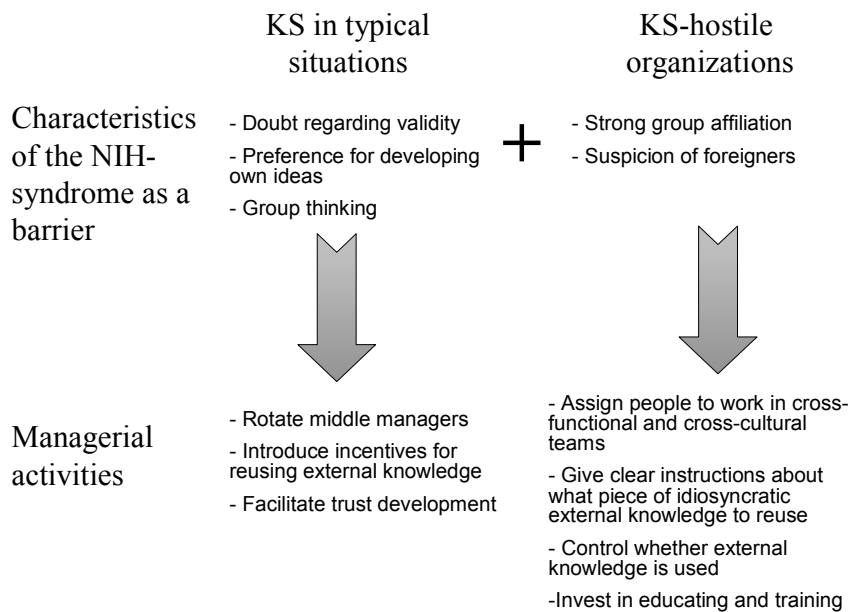 KS in typical
situations
KS-hostile
organizations
Characteristics
of the NIH-
syndrome as a
barrier
- Doubt regarding validity
- Preference for developing
own ideas
- Group thinking
+
- Strong group affiliation
- Suspicion of foreigners
Managerial
activities
- Rotate middle managers
- Introduce incentives for
reusing external knowledge
- Facilitate trust development
- Assign people to work in cross-
functional and cross-cultural
teams
- Give clear instructions about
what piece of idiosyncratic
external knowledge to reuse
- Control whether external
knowledge is used
-Invest in educating and training